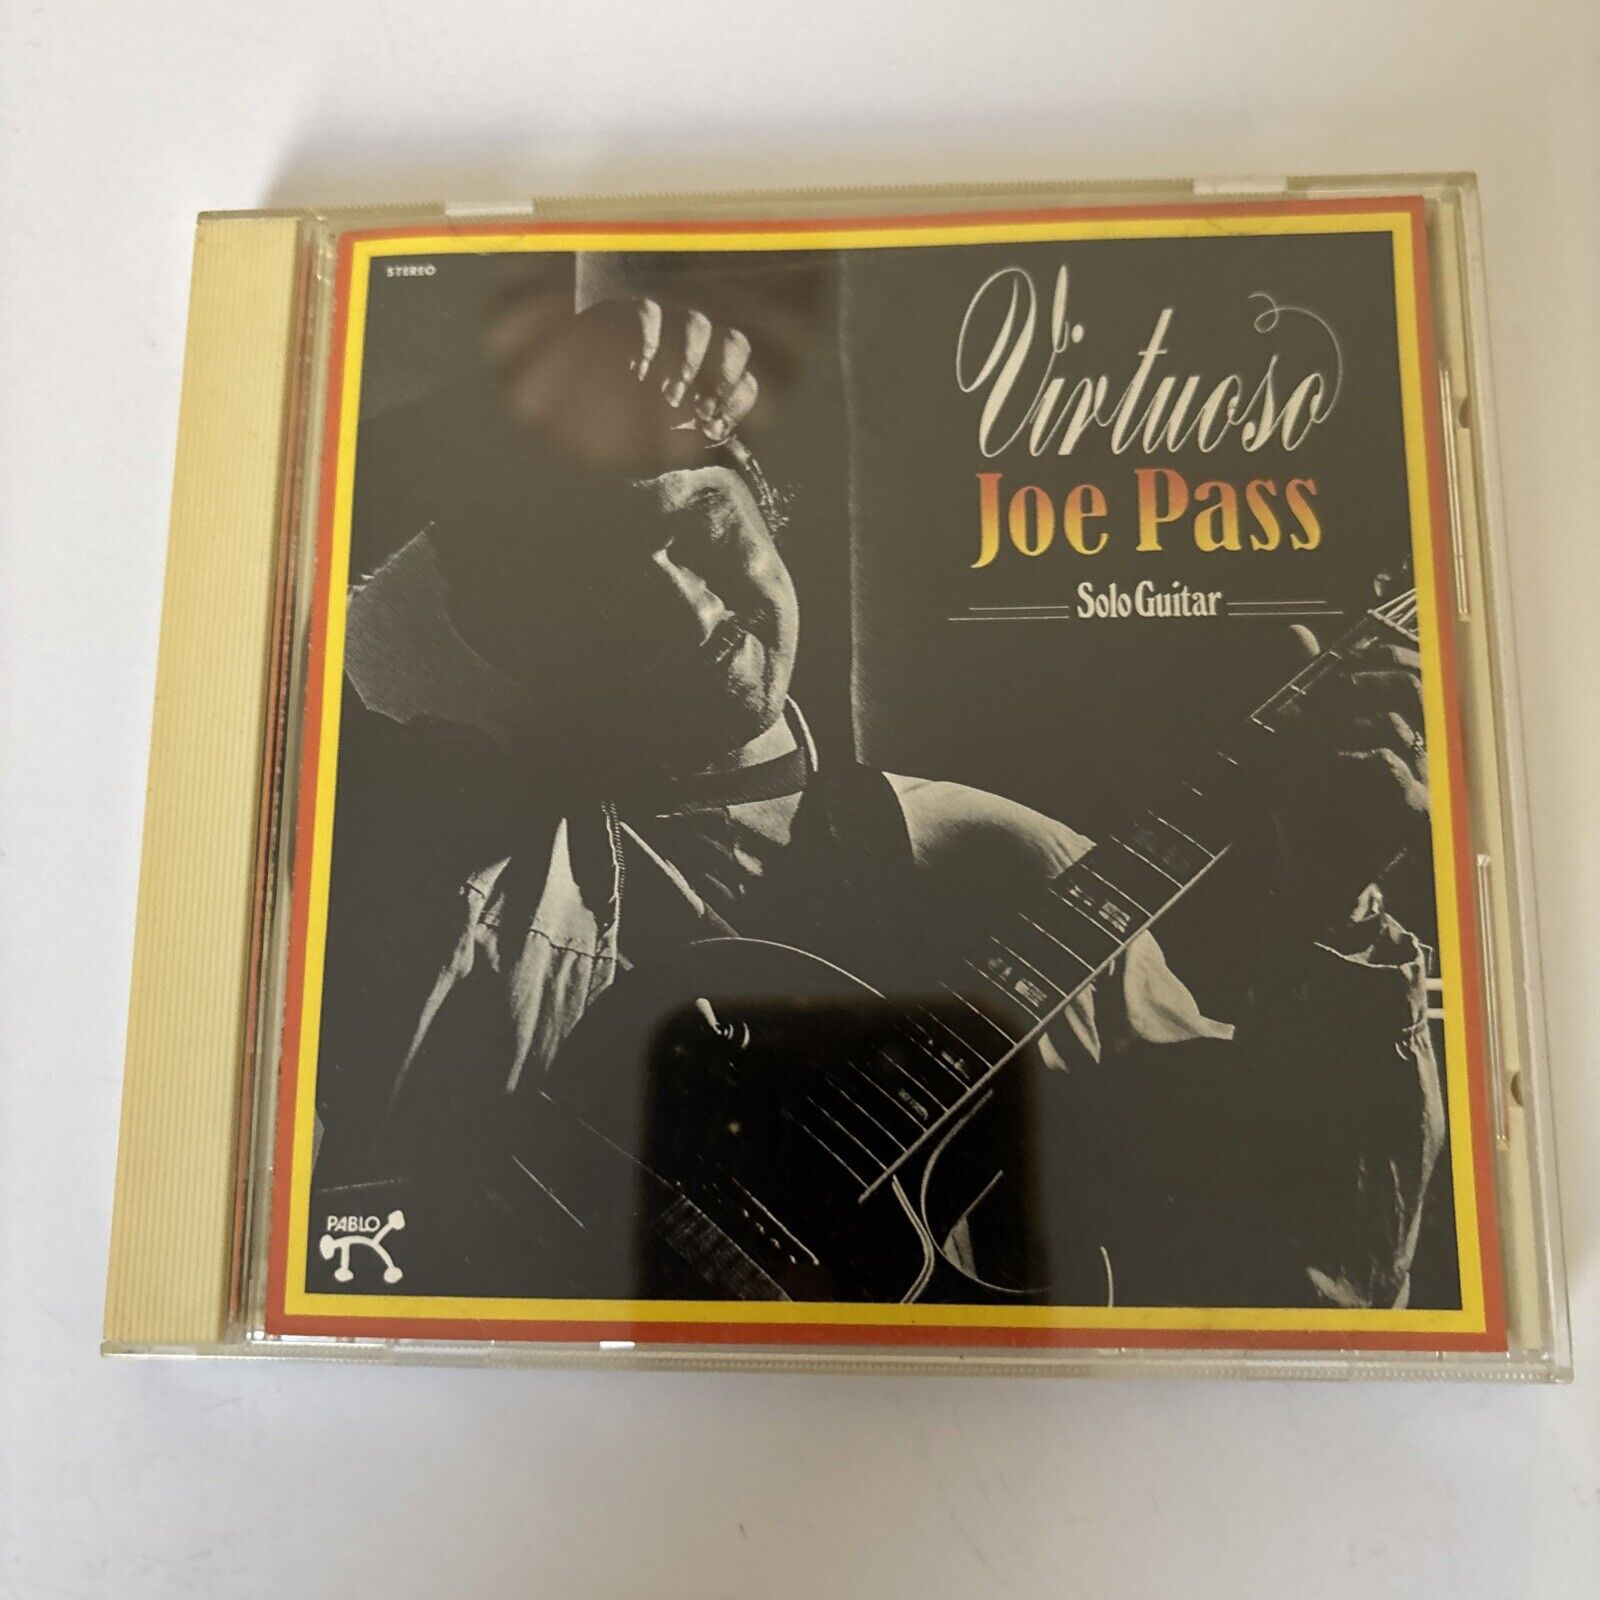 STEREO
Virtuoso
Joe Pass
Solo Guitar
PABLO